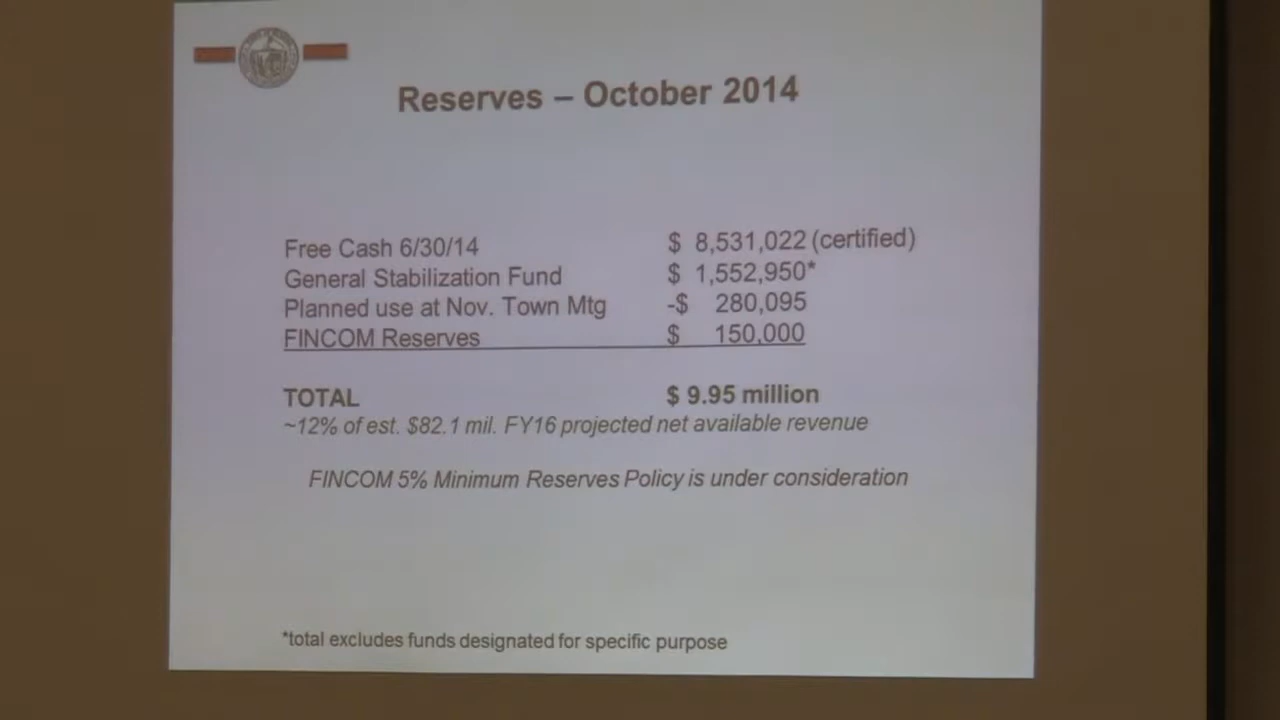 Reserves – October 2014
Free Cash 6/30/14 $ 8,531,022 (certified)
General Stabilization Fund $ 1,552,950*
Planned use at Nov. Town Mtg -$ 280,095
FINCOM Reserves $ 150,000
TOTAL $ 9.95 million
~12% of est. $82.1 mil. FY16 projected net available revenue
FINCOM 5% Minimum Reserves Policy is under consideration
*total excludes funds designated for specific purpose